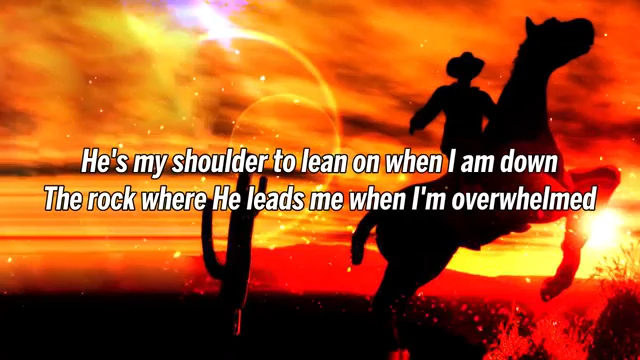 He's my shoulder to lean on when I am down
The rock where He leads me when I'm overwhelmed